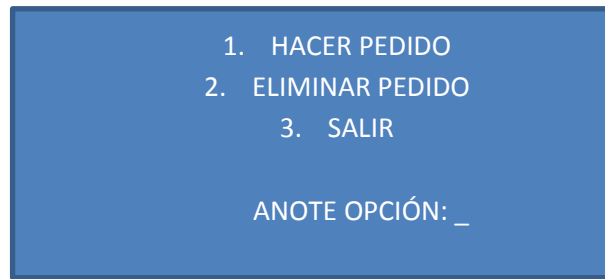 1. HACER PEDIDO
2. ELIMINAR PEDIDO
3. SALIR
ANOTE OPCIÓN: _